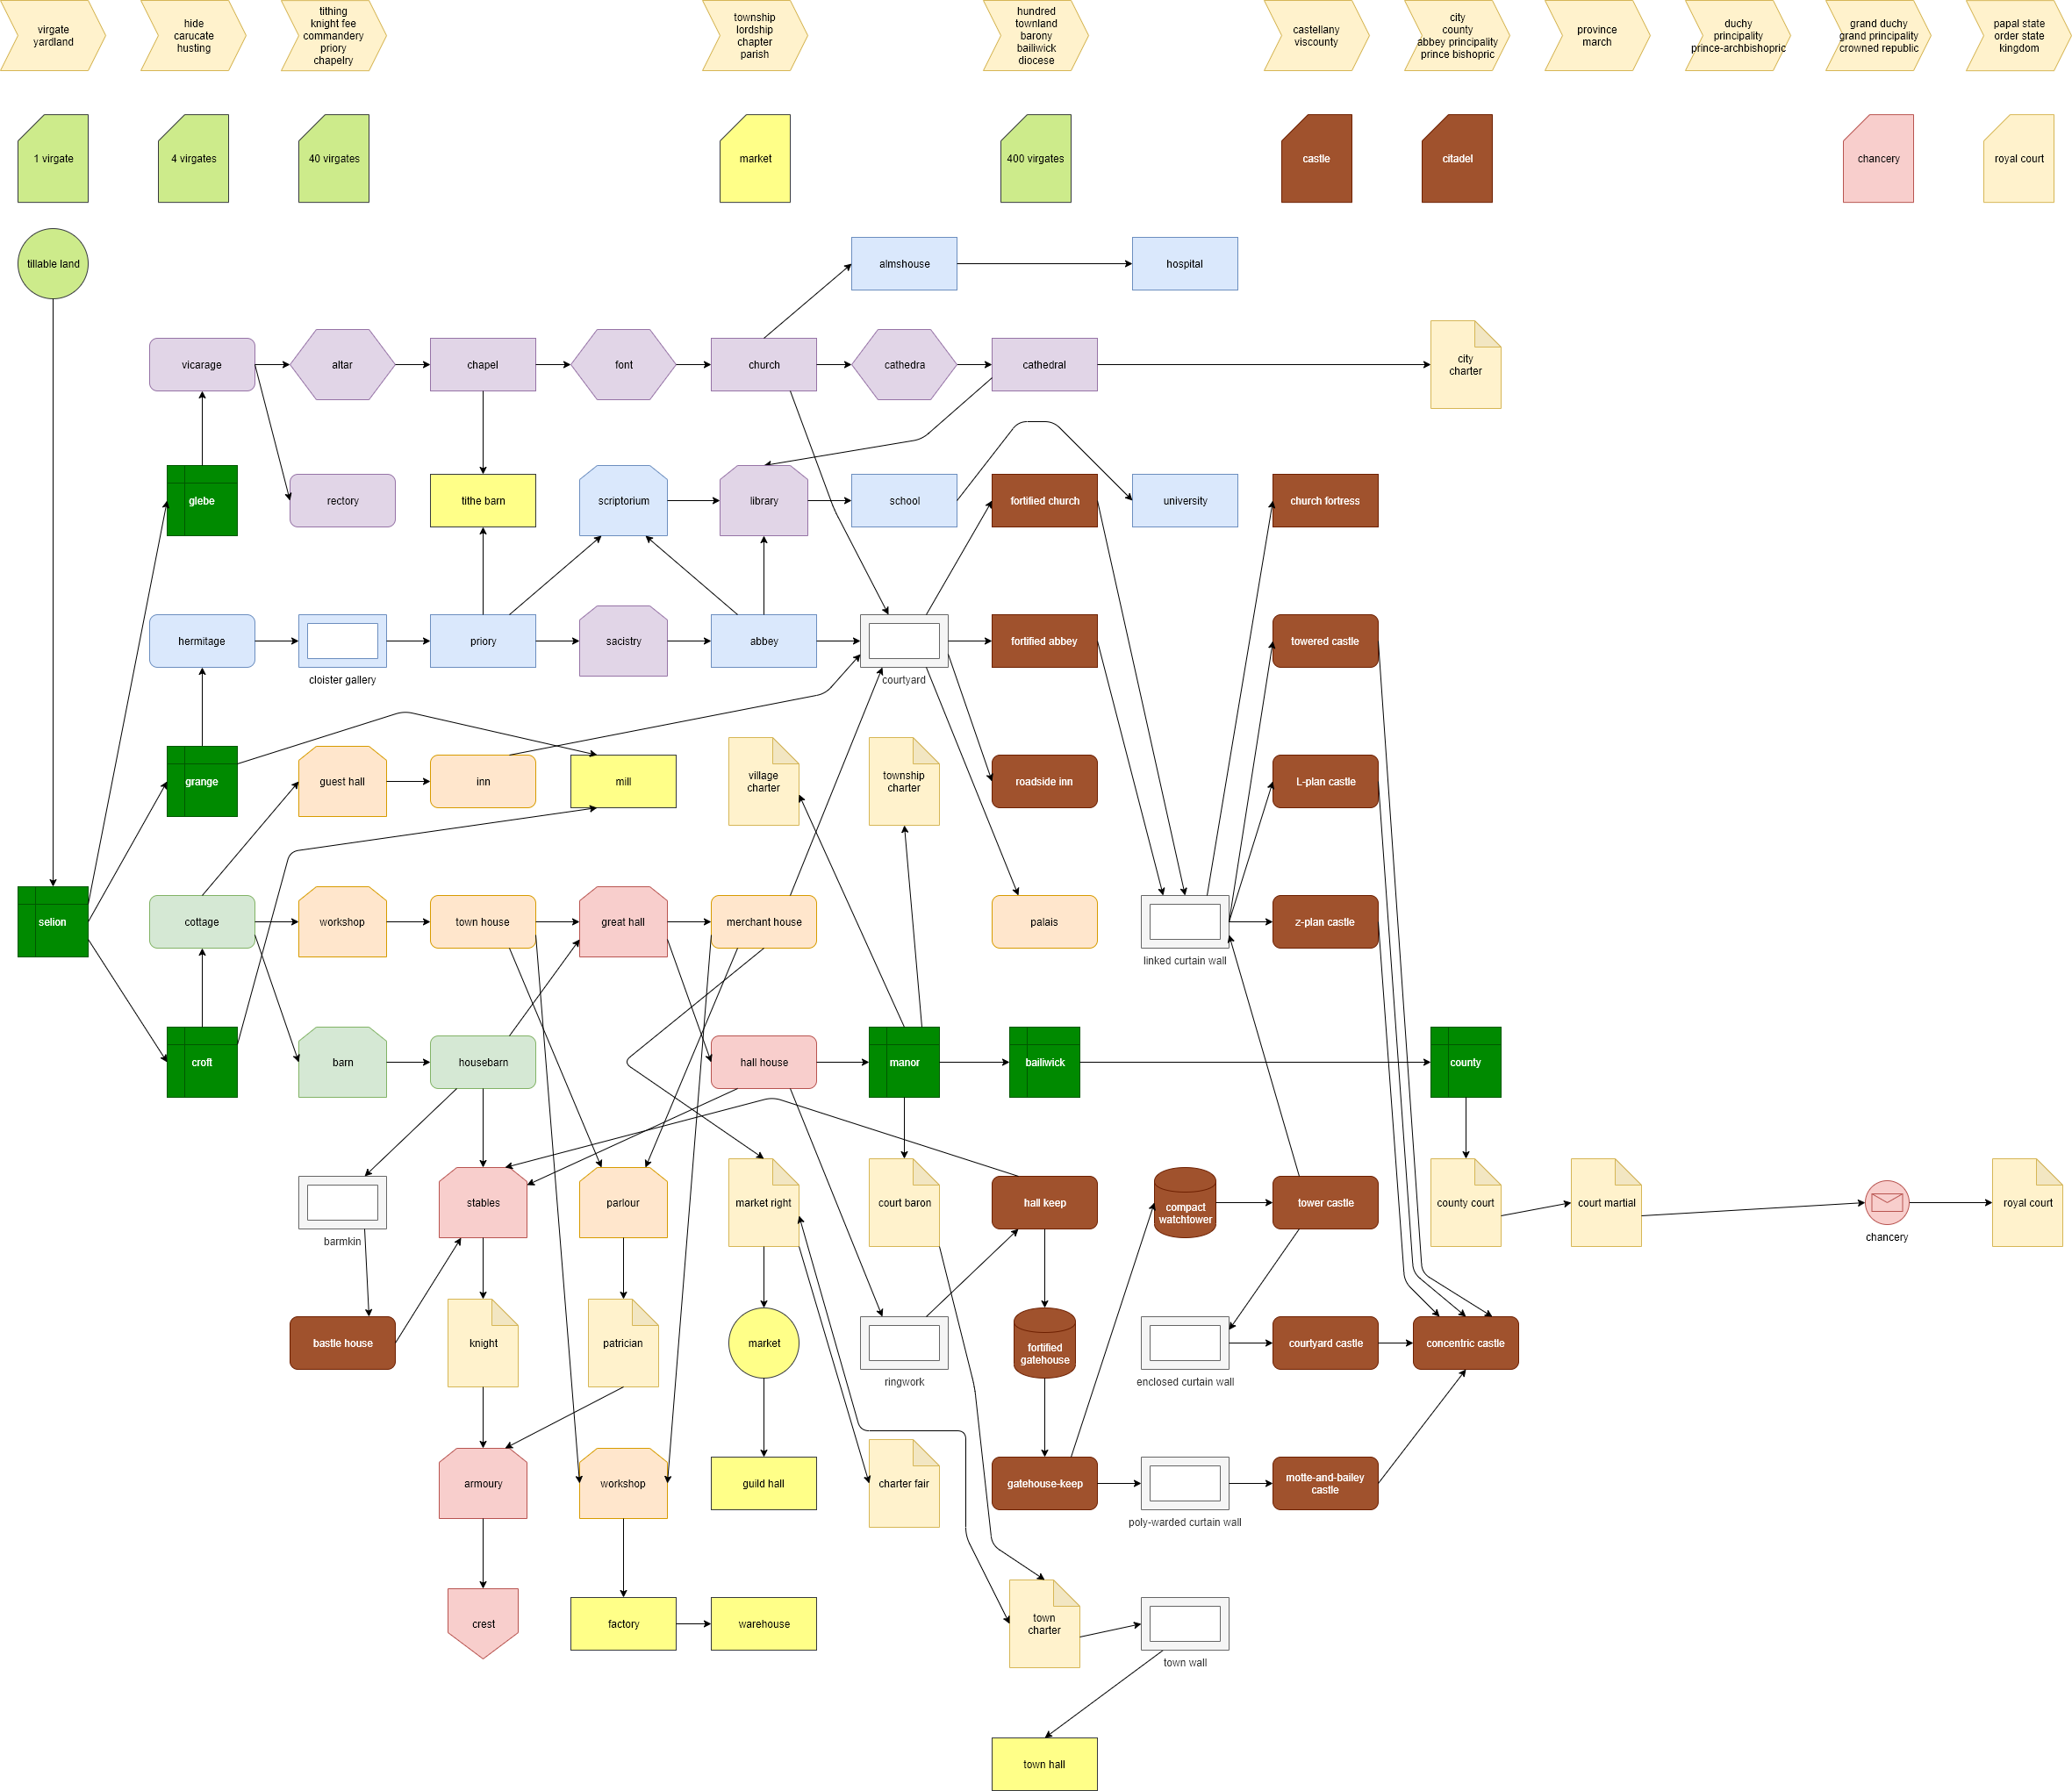 virgate
yardland
hide
carucate
husting
tithing
knight fee
commandery
priory
chapelry
township
lordship
chapter
parish
hundred
townland
barony
bailiwick
diocese
castellany
viscounty
city
county
abbey principality
prince bishopric
province
march
duchy
principality
prince-archbishopric
grand duchy
grand principality
crowned republic
papal state
order state
kingdom
1 virgate
4 virgates
40 virgates
market
400 virgates
castle
citadel
chancery
royal court
tillable land
almshouse
hospital
vicarage
altar
chapel
font
church
cathedra
cathedral
city
charter
glebe
rectory
tithe barn
scriptorium
library
school
fortified church
university
church fortress
hermitage
cloister gallery
priory
sacistry
abbey
courtyard
fortified abbey
towered castle
grange
guest hall
inn
mill
village
charter
township
charter
roadside inn
L-plan castle
selion
cottage
workshop
town house
great hall
merchant house
palais
linked curtain wall
z-plan castle
croft
barn
housebarn
hall house
manor
bailiwick
county
barmkin
stables
parlour
market right
court baron
hall keep
compact
watchtower
tower castle
county court
court martial
chancery
royal court
bastle house
knight
patrician
market
ringwork
fortified
gatehouse
enclosed curtain wall
courtyard castle
concentric castle
armoury
workshop
guild hall
charter fair
gatehouse-keep
poly-warded curtain wall
motte-and-bailey
castle
crest
factory
warehouse
town
charter
town wall
town hall